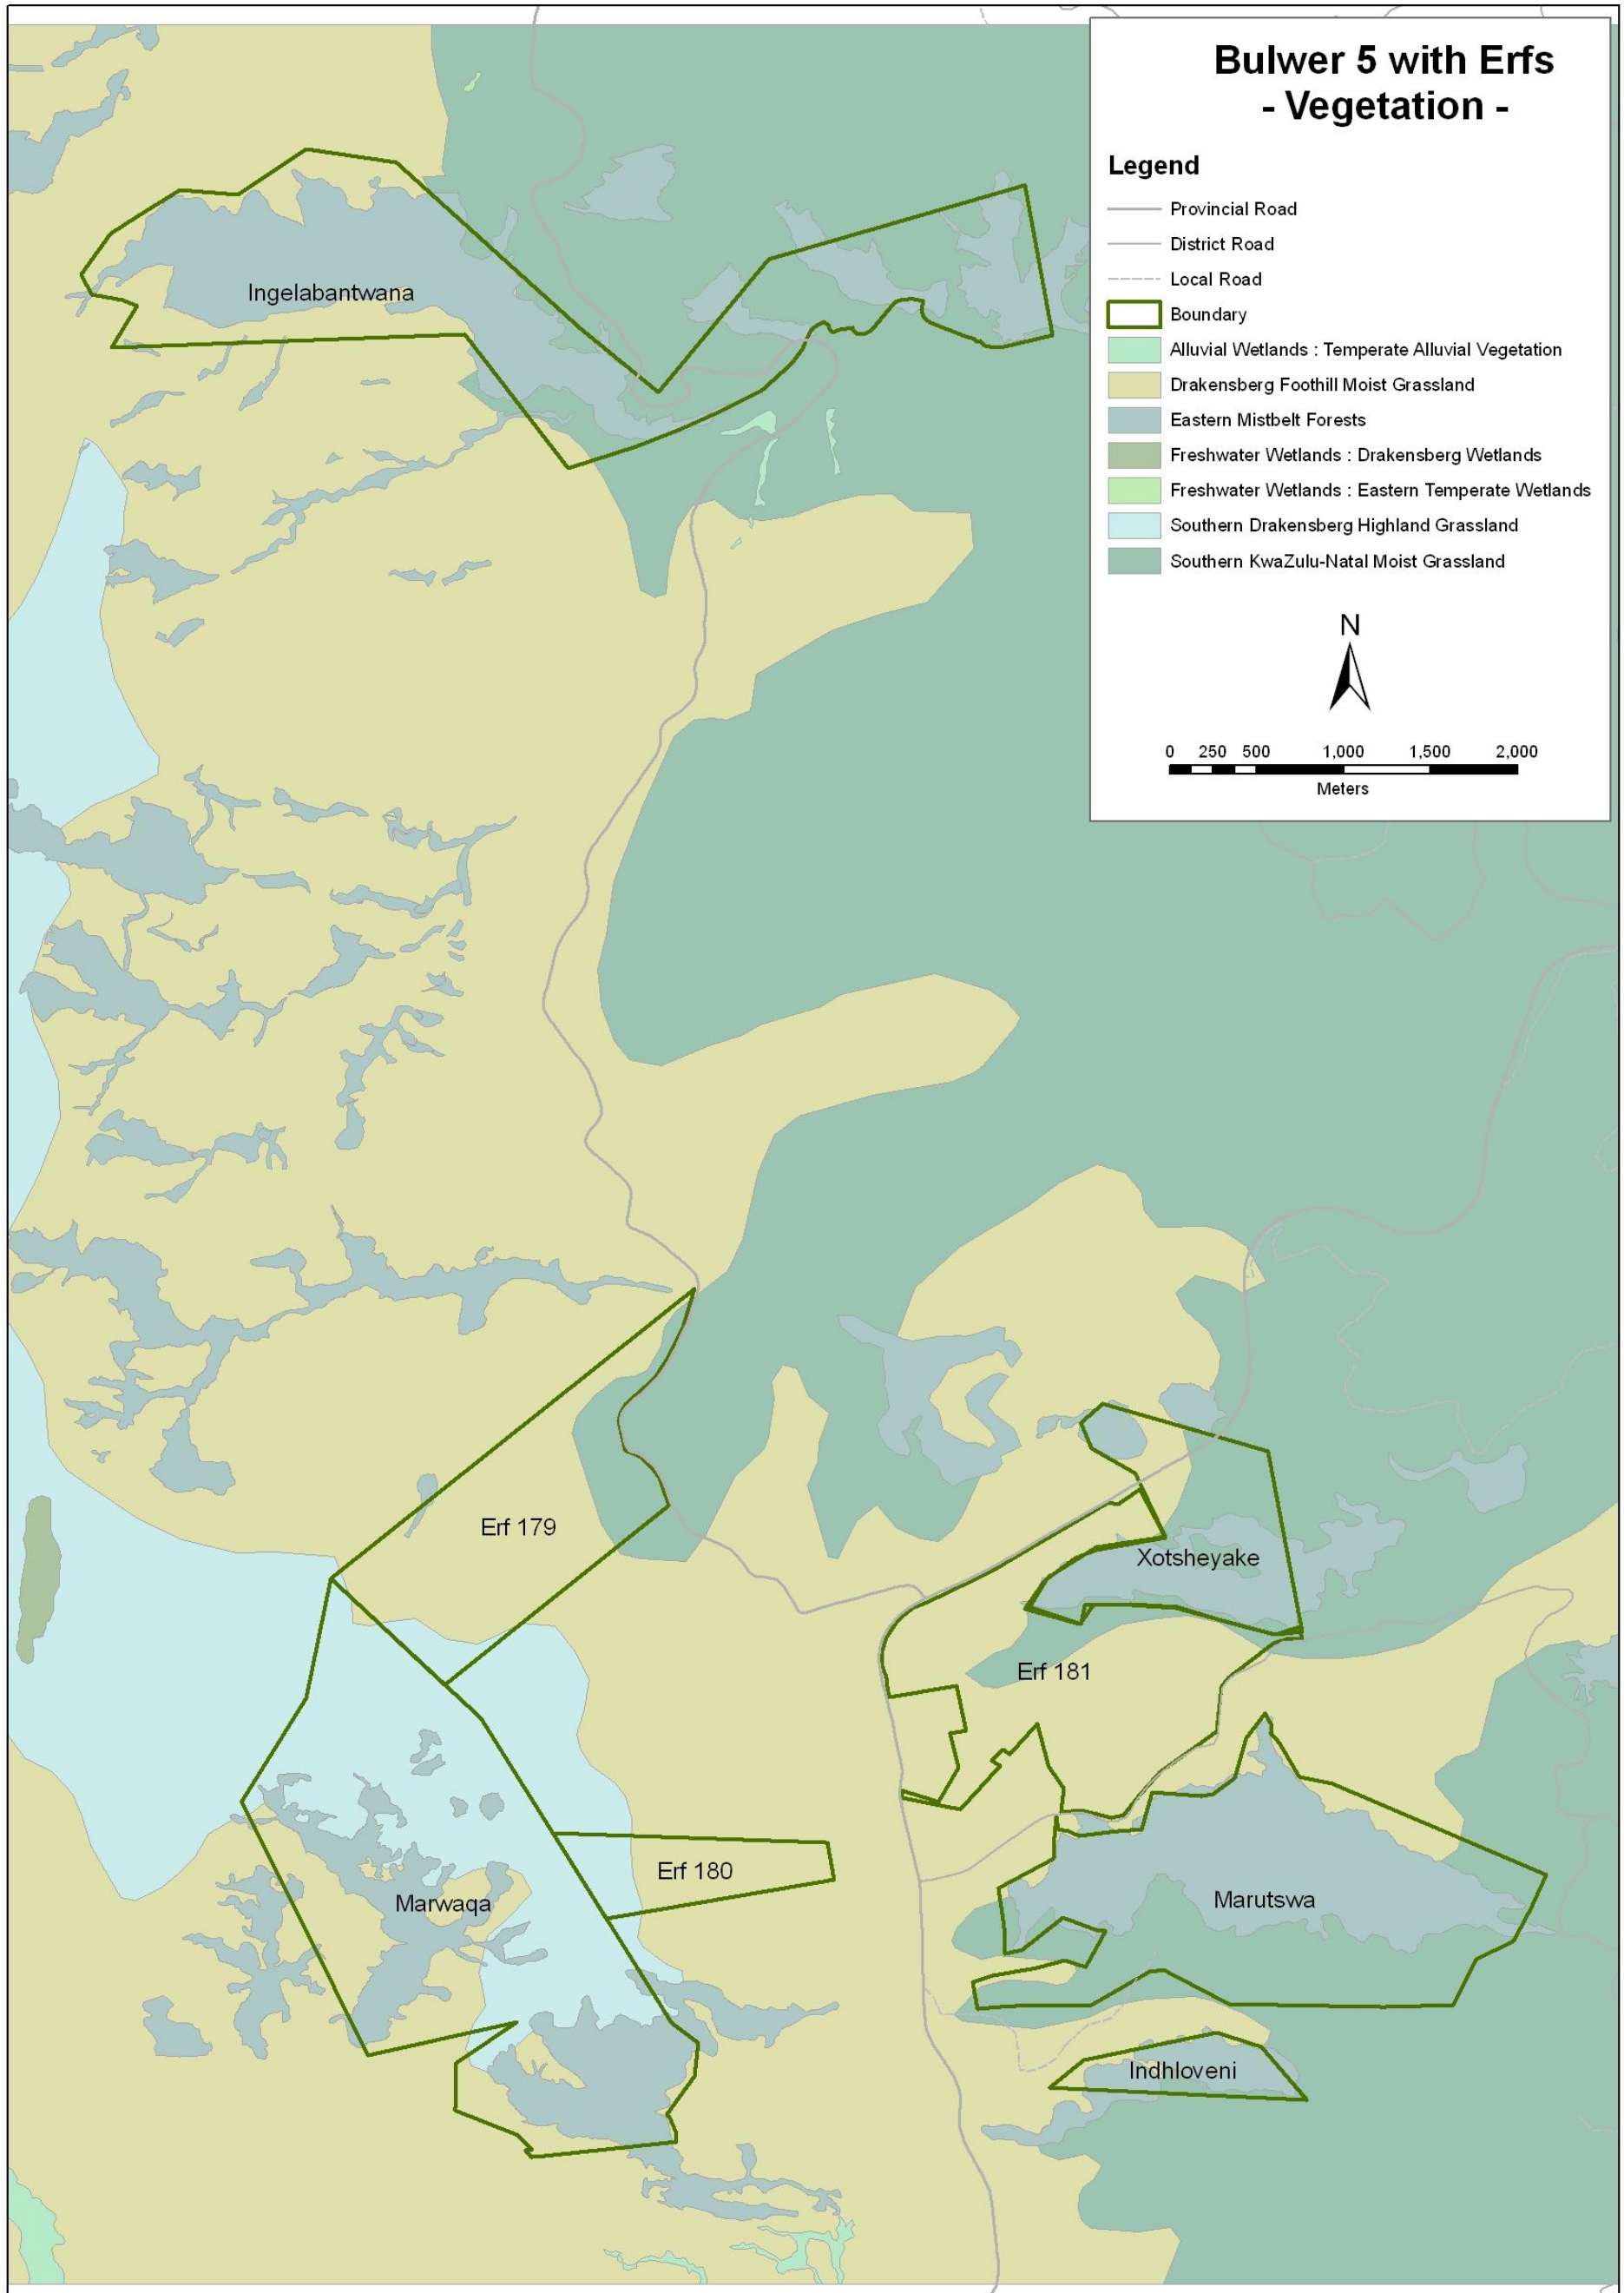 Bulwer 5 with Erfs
- Vegetation -
Legend
Provincial Road
District Road
Local Road
Boundary
Alluvial Wetlands : Temperate Alluvial Vegetation
Drakensberg Foothill Moist Grassland
Eastern Mistbelt Forests
Freshwater Wetlands : Drakensberg Wetlands
Freshwater Wetlands : Eastern Temperate Wetlands
Southern Drakensberg Highland Grassland
Southern KwaZulu-Natal Moist Grassland
N
0 250 500 1,000 1,500 2,000
Meters
Ingelabantwana
Erf 179
Xotsheyake
Erf 181
Erf 180
Marwaqa
Marutswa
Indhloveni